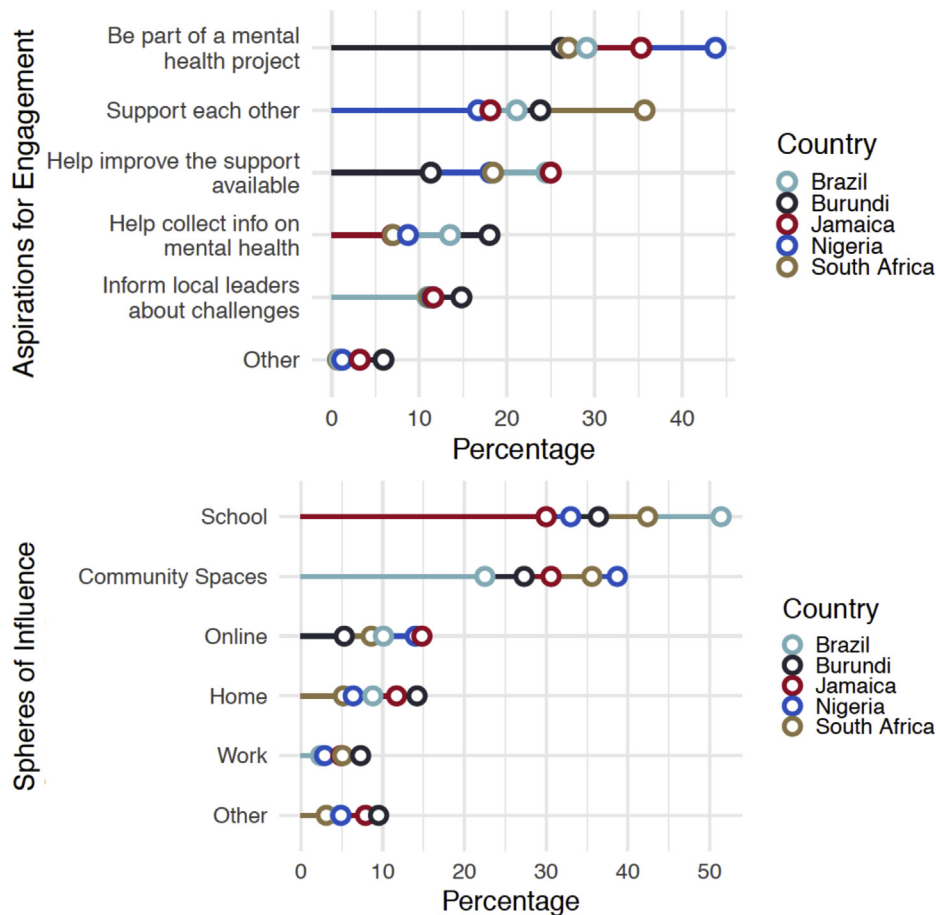 Aspirations for Engagement
Be part of a mental
health project
Support each other
Help improve the support
available
Help collect info on
mental health
Inform local leaders
about challenges
Other
0 10 20 30 40
Percentage
Country
Brazil
Burundi
Jamaica
Nigeria
South Africa
Spheres of Influence
School
Community Spaces
Online
Home
Work
Other
0 10 20 30 40 50
Percentage
Country
Brazil
Burundi
Jamaica
Nigeria
South Africa